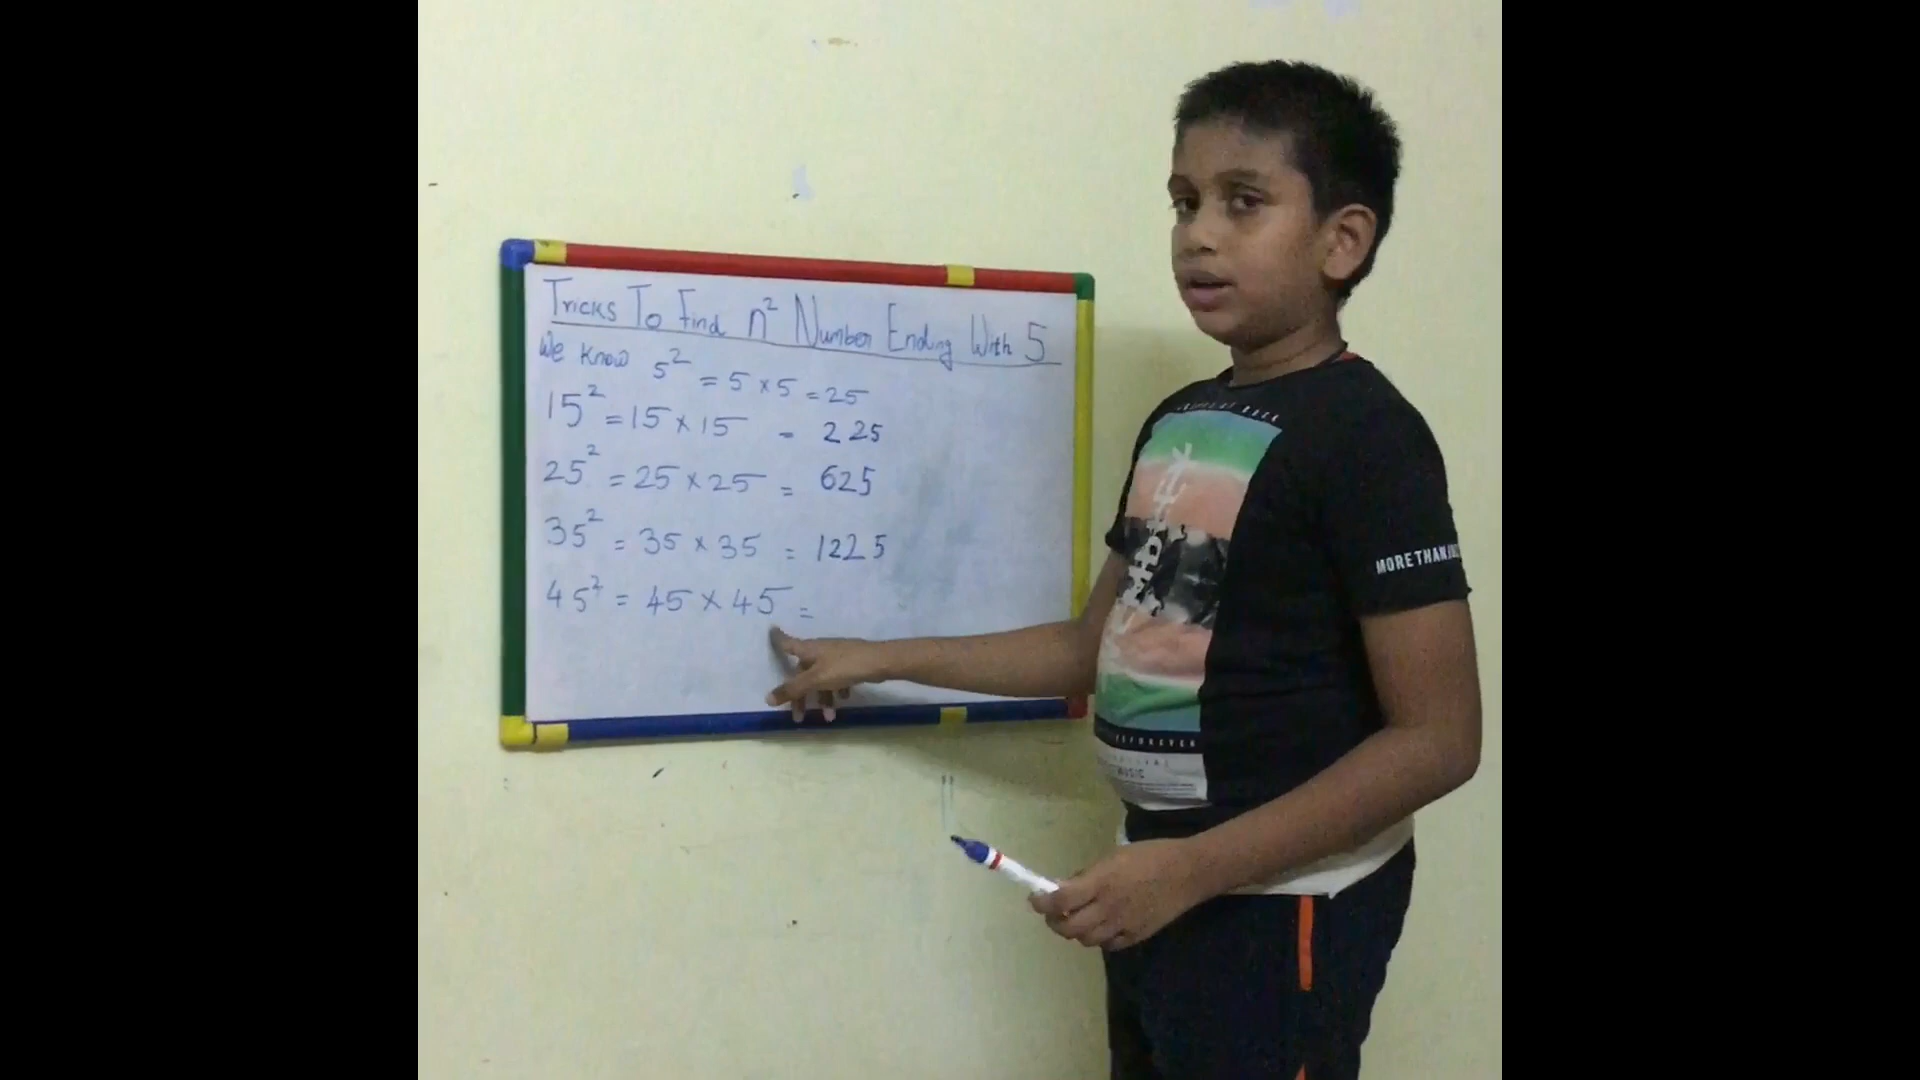 Tricks To Find n² Number Ending With 5
We Know 5² = 5 × 5 = 25
15² = 15 × 15 = 225
25² = 25 × 25 = 625
35² = 35 × 35 = 1225
45² = 45 × 45 =
MORE THAN
MUSIC